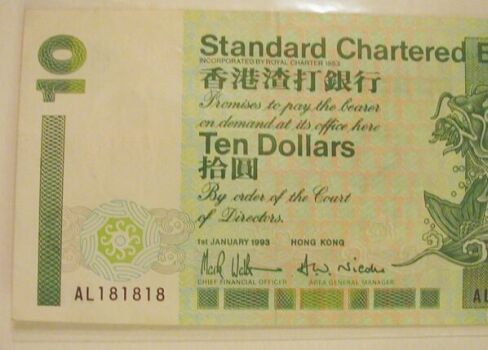 10
Standard Chartered B
INCORPORATED BY ROYAL CHARTER 1853
香港渣打銀行
Promises to pay the bearer
on demand at its office here
Ten Dollars
拾圓
By order of the Court
of Directors.
1st JANUARY 1993 HONG KONG
CHIEF FINANCIAL OFFICER AREA GENERAL MANAGER
AL181818 AL